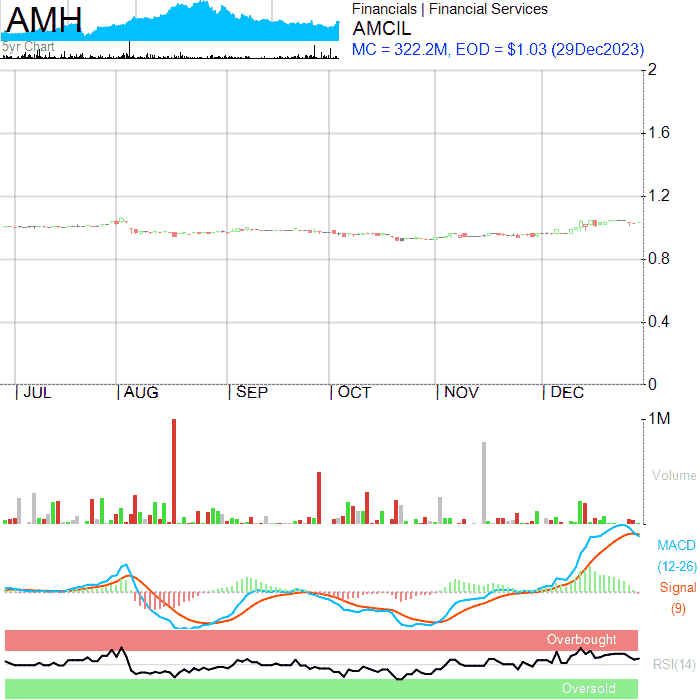 AMH
5yr Chart
Financials | Financial Services
AMCIL
MC = 322.2M, EOD = $1.03 (29Dec2023)
2
1.6
1.2
0.8
0.4
0
JUL
AUG
SEP
OCT
NOV
DEC
1M
Volume
MACD
(12-26)
Signal
(9)
Overbought
RSI(14)
Oversold